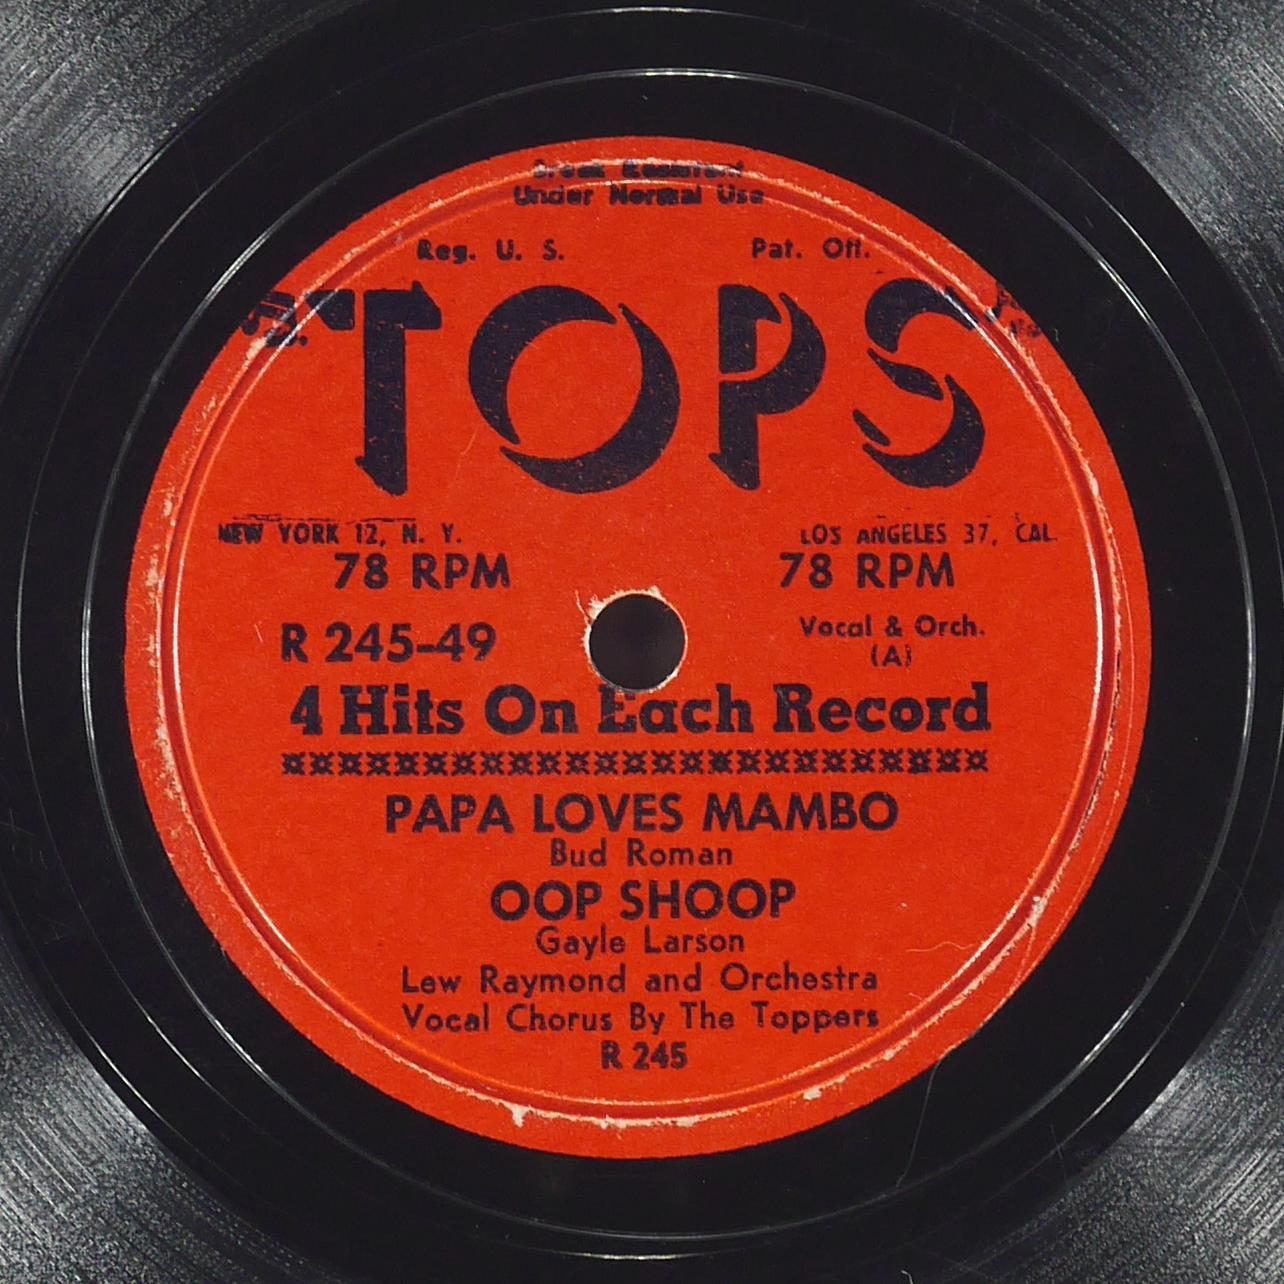 Break Resistant
Under Normal Use
Reg. U. S. Pat. Off.
TOPS
NEW YORK 12, N. Y. LOS ANGELES 37, CAL.
78 RPM 78 RPM
R 245-49 Vocal & Orch.
(A)
4 Hits On Each Record
PAPA LOVES MAMBO
Bud Roman
OOP SHOOP
Gayle Larson
Lew Raymond and Orchestra
Vocal Chorus By The Toppers
R 245